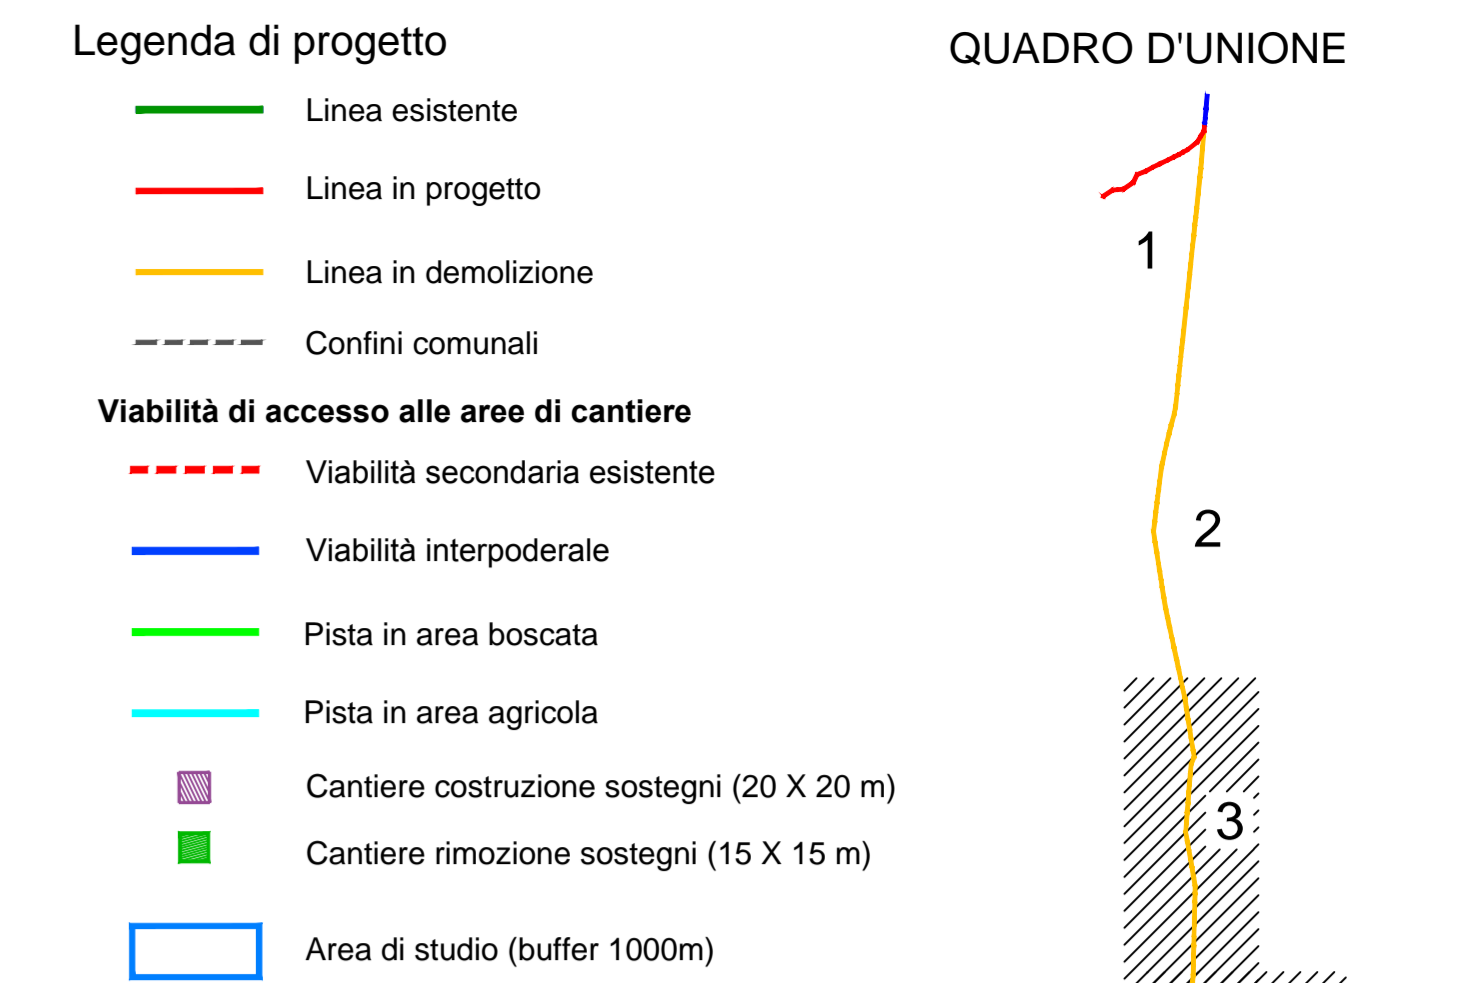 Legenda di progetto
Linea esistente
Linea in progetto
Linea in demolizione
Confini comunali
Viabilità di accesso alle aree di cantiere
Viabilità secondaria esistente
Viabilità interpoderale
Pista in area boscata
Pista in area agricola
Cantiere costruzione sostegni (20 X 20 m)
Cantiere rimozione sostegni (15 X 15 m)
Area di studio (buffer 1000m)
QUADRO D'UNIONE
1
2
3